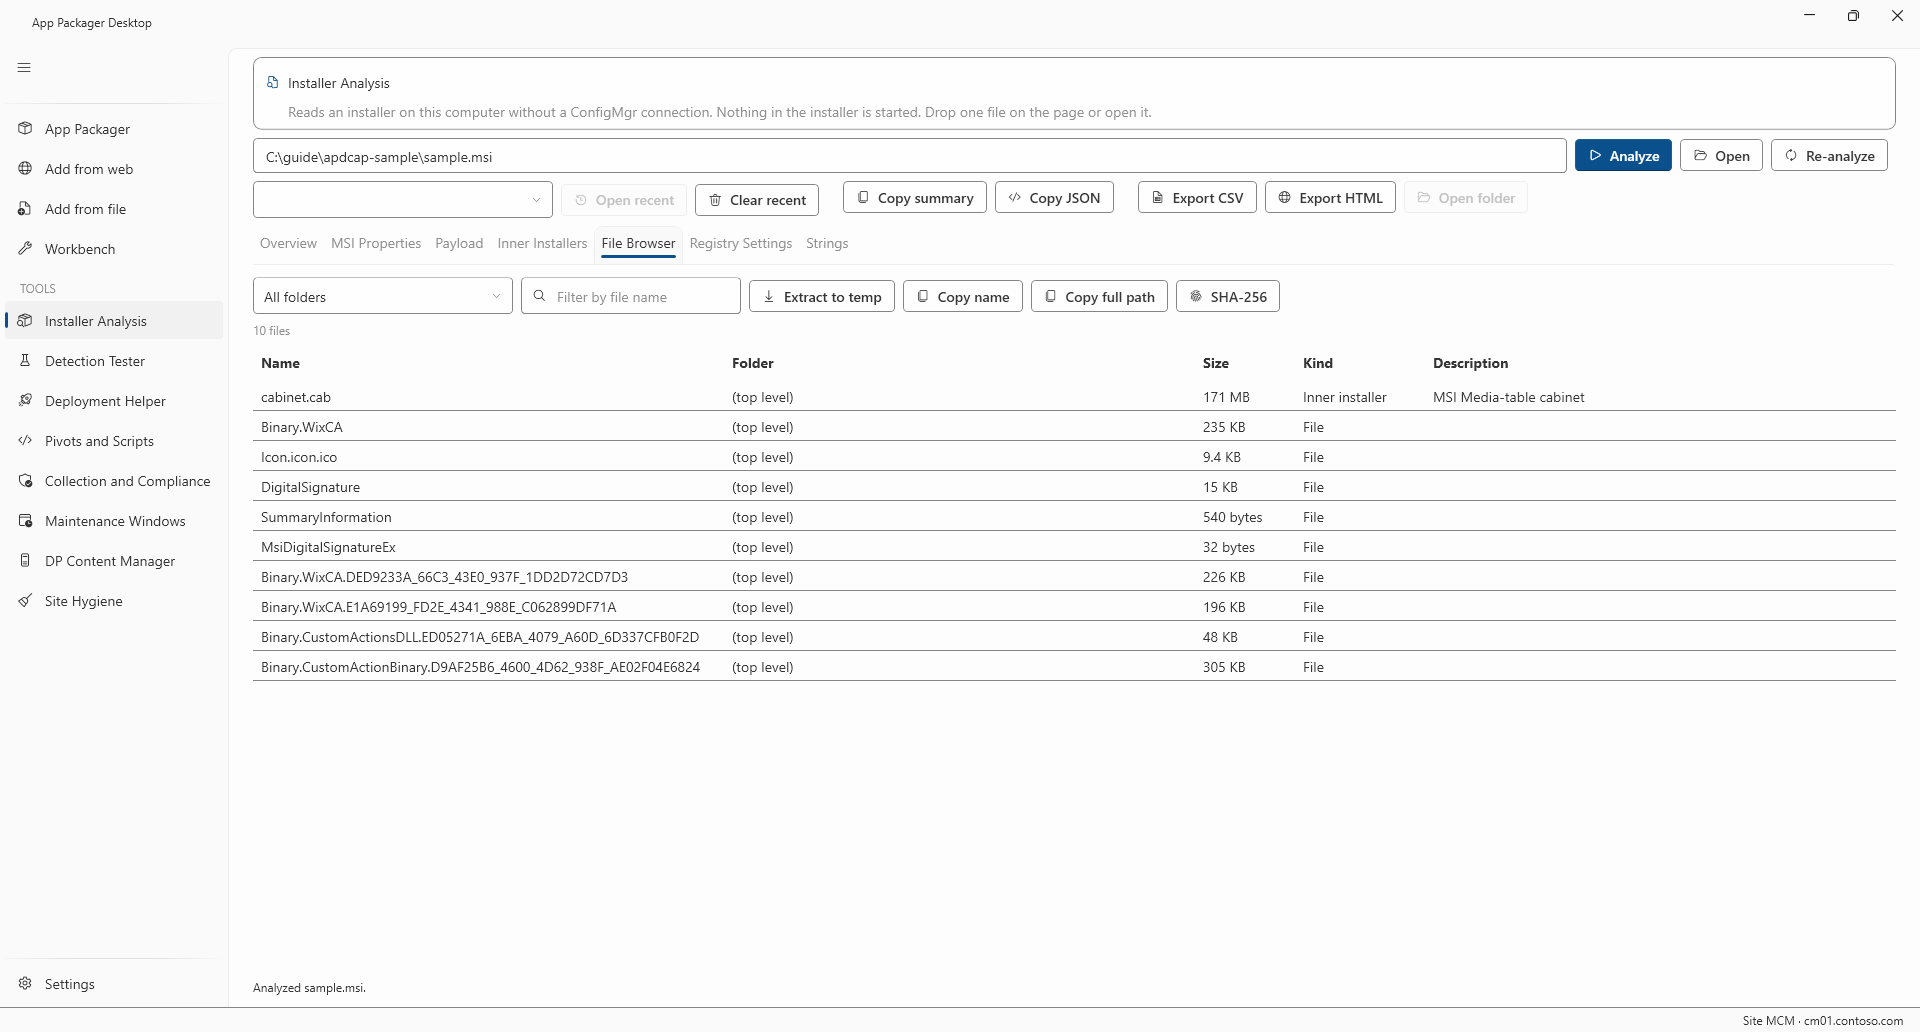 App Packager Desktop
App Packager
Add from web
Add from file
Workbench
TOOLS
Installer Analysis
Detection Tester
Deployment Helper
Pivots and Scripts
Collection and Compliance
Maintenance Windows
DP Content Manager
Site Hygiene
Settings
Installer Analysis
Reads an installer on this computer without a ConfigMgr connection. Nothing in the installer is started. Drop one file on the page or open it.
C:\guide\apdcap-sample\sample.msi Analyze Open Re-analyze
Open recent Clear recent Copy summary Copy JSON Export CSV Export HTML Open folder
Overview MSI Properties Payload Inner Installers File Browser Registry Settings Strings
All folders Filter by file name Extract to temp Copy name Copy full path SHA-256
10 files
Name Folder Size Kind Description
cabinet.cab (top level) 171 MB Inner installer MSI Media-table cabinet
Binary.WixCA (top level) 235 KB File
Icon.icon.ico (top level) 9.4 KB File
DigitalSignature (top level) 15 KB File
SummaryInformation (top level) 540 bytes File
MsiDigitalSignatureEx (top level) 32 bytes File
Binary.WixCA.DED9233A_66C3_43E0_937F_1DD2D72CD7D3 (top level) 226 KB File
Binary.WixCA.E1A69199_FD2E_4341_988E_C062899DF71A (top level) 196 KB File
Binary.CustomActionsDLL.ED05271A_6EBA_4079_A60D_6D337CFB0F2D (top level) 48 KB File
Binary.CustomActionBinary.D9AF25B6_4600_4D62_938F_AE02F04E6824 (top level) 305 KB File
Analyzed sample.msi.
Site MCM · cm01.contoso.com